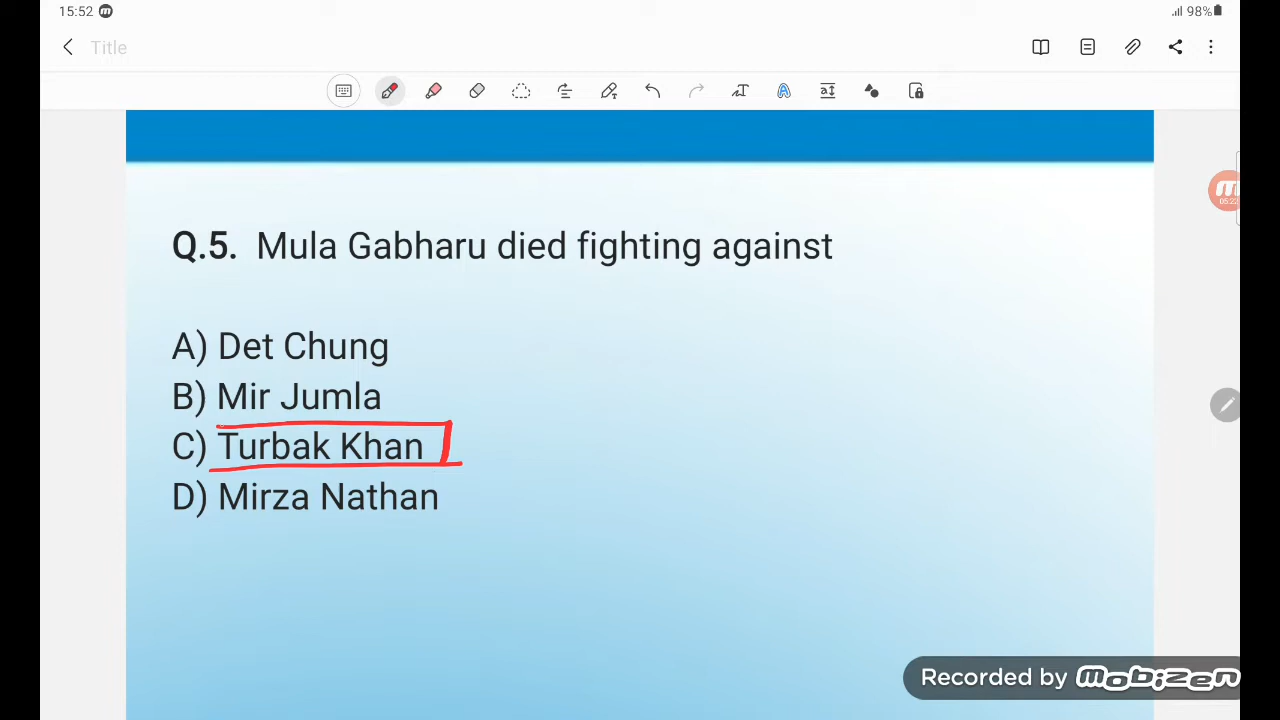 15:52
98%
Title
Q.5. Mula Gabharu died fighting against
A) Det Chung
B) Mir Jumla
C) Turbak Khan
D) Mirza Nathan
Recorded by mobizen